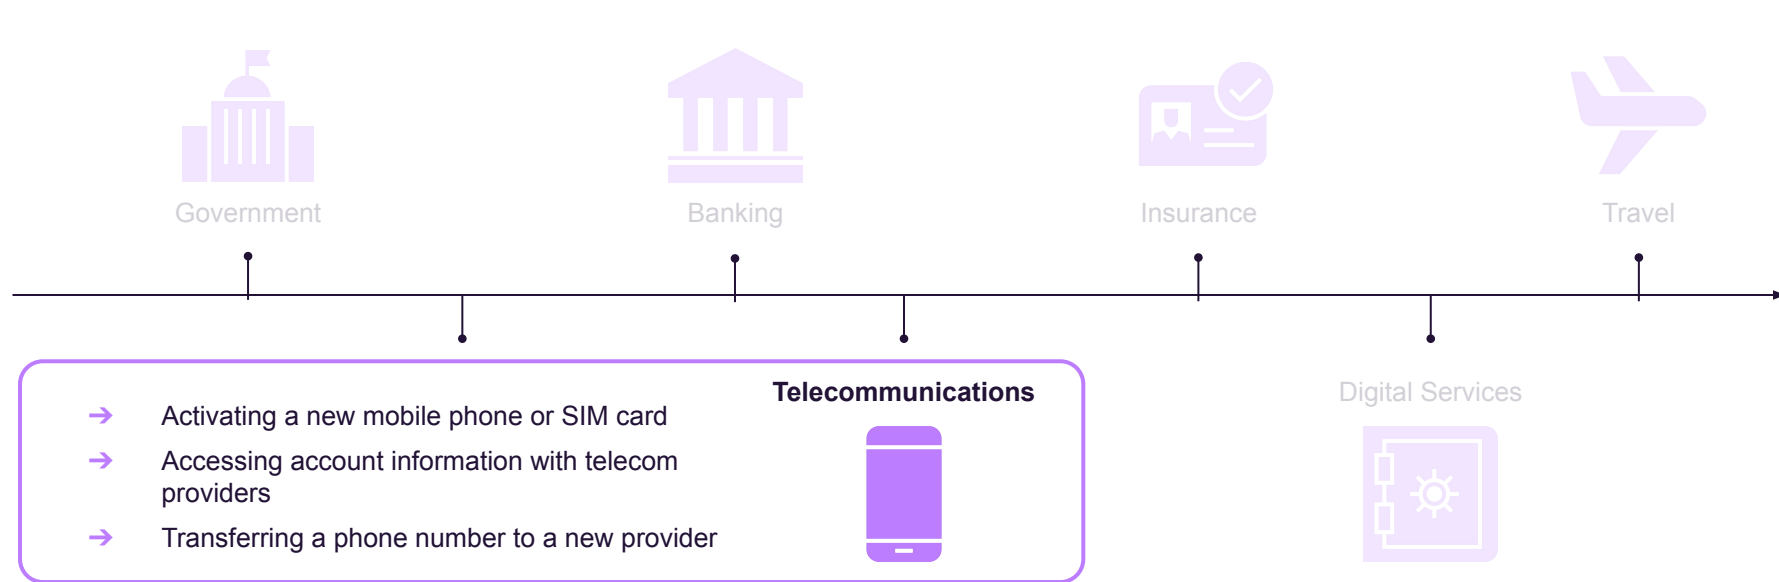 Government
Banking
Insurance
Travel
Telecommunications
➔ Activating a new mobile phone or SIM card
➔ Accessing account information with telecom
providers
➔ Transferring a phone number to a new provider
Digital Services